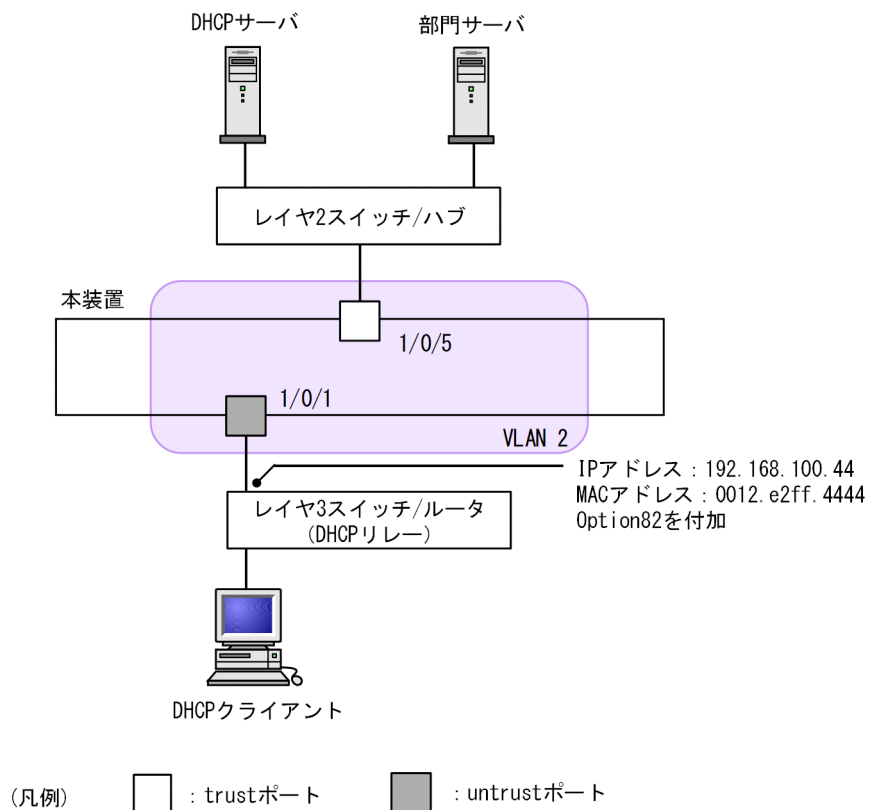 DHCPサーバ
部門サーバ
レイヤ2スイッチ/ハブ
本装置
1/0/5
1/0/1
VLAN 2
IPアドレス：192.168.100.44
MACアドレス：0012.e2ff.4444
Option82を付加
レイヤ3スイッチ/ルータ
(DHCPリレー)
DHCPクライアント
(凡例)
：trustポート
：untrustポート